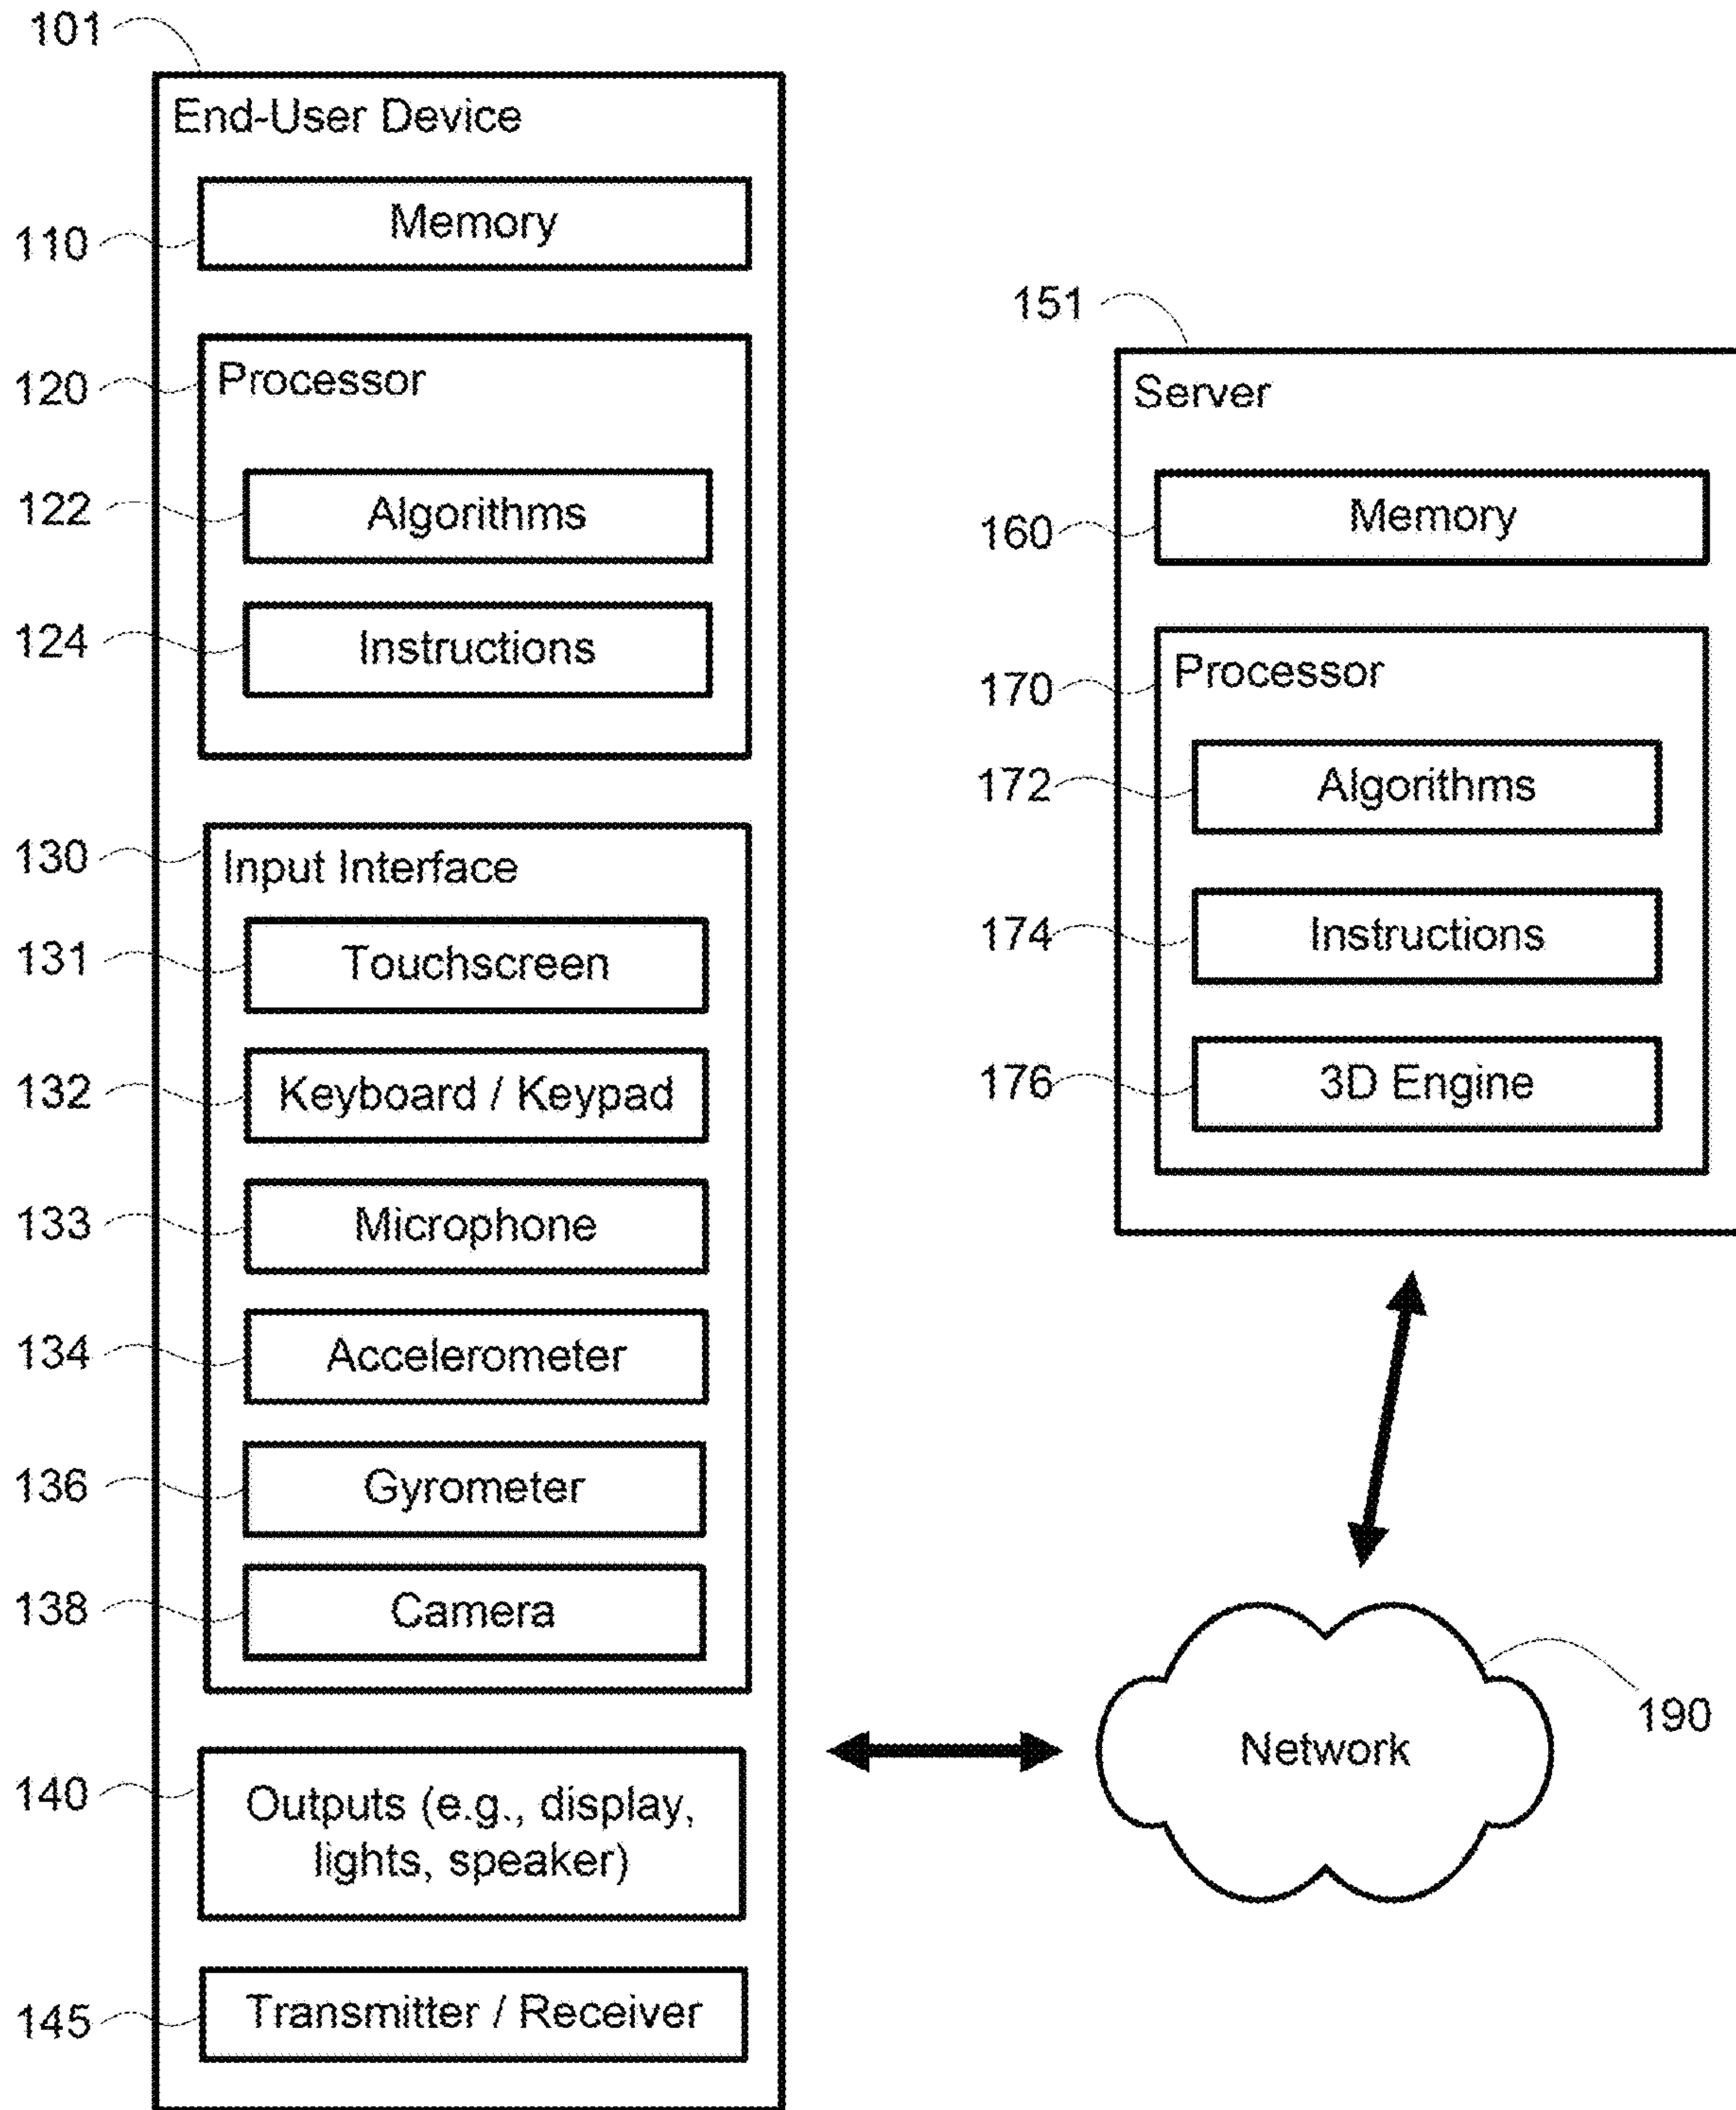 101
End-User Device
110
Memory
120
Processor
122
Algorithms
124
Instructions
130
Input Interface
131
Touchscreen
132
Keyboard / Keypad
133
Microphone
134
Accelerometer
136
Gyrometer
138
Camera
140
Outputs (e.g., display,
lights, speaker)
145
Transmitter / Receiver
151
Server
160
Memory
170
Processor
172
Algorithms
174
Instructions
176
3D Engine
190
Network